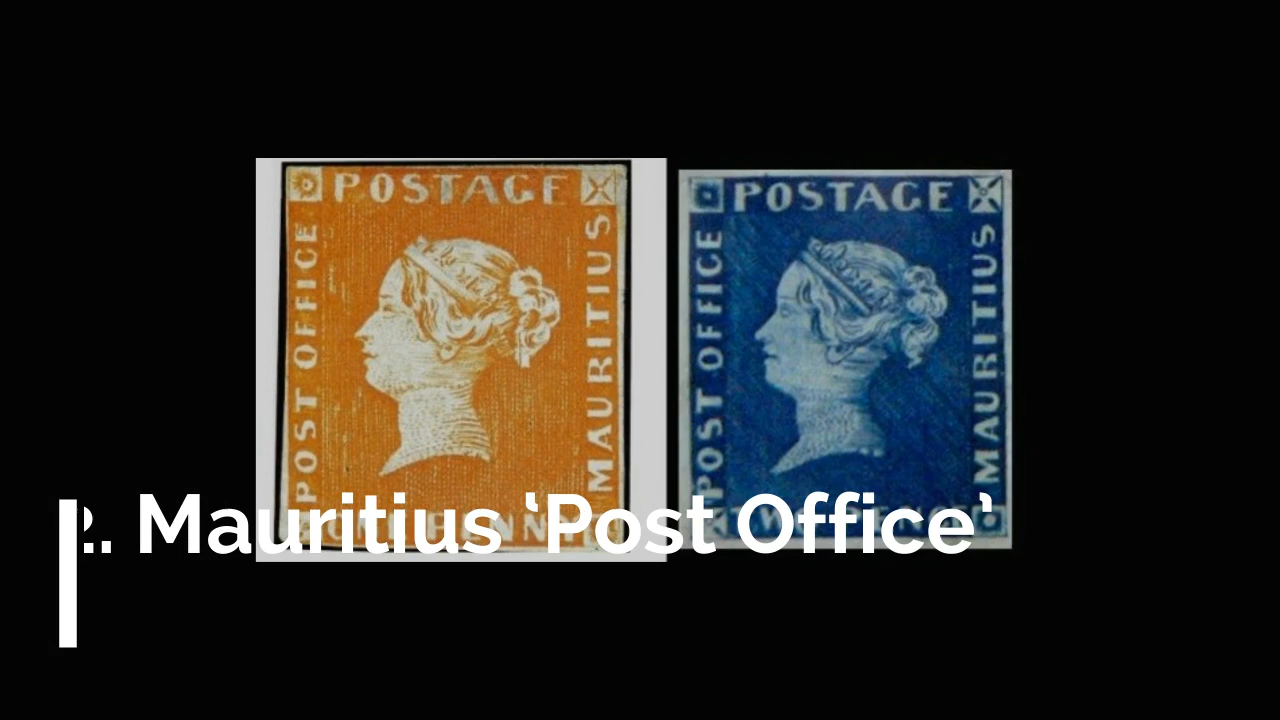 POSTAGE
POST OFFICE
MAURITIUS
POSTAGE
POST OFFICE
MAURITIUS
. Mauritius ‘Post Office’